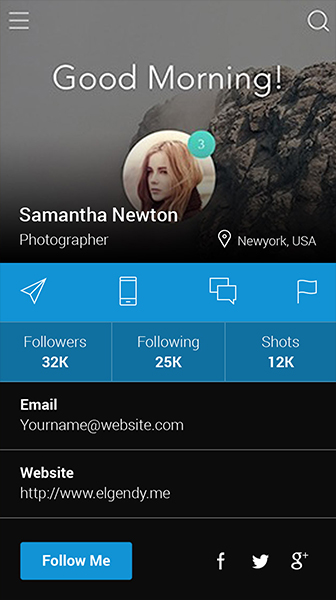 Good Morning!
3
Samantha Newton
Photographer
Newyork, USA
Followers Following Shots
32K 25K 12K
Email
Yourname@website.com
Website
http://www.elgendy.me
Follow Me f g+